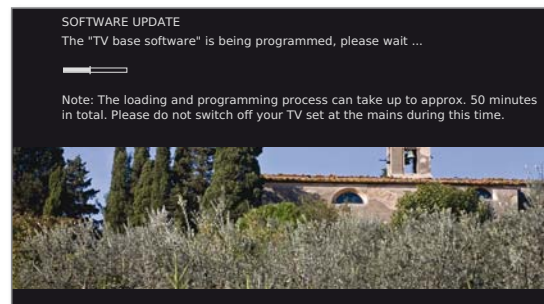 SOFTWARE UPDATE
The "TV base software" is being programmed, please wait ...
Note: The loading and programming process can take up to approx. 50 minutes
in total. Please do not switch off your TV set at the mains during this time.